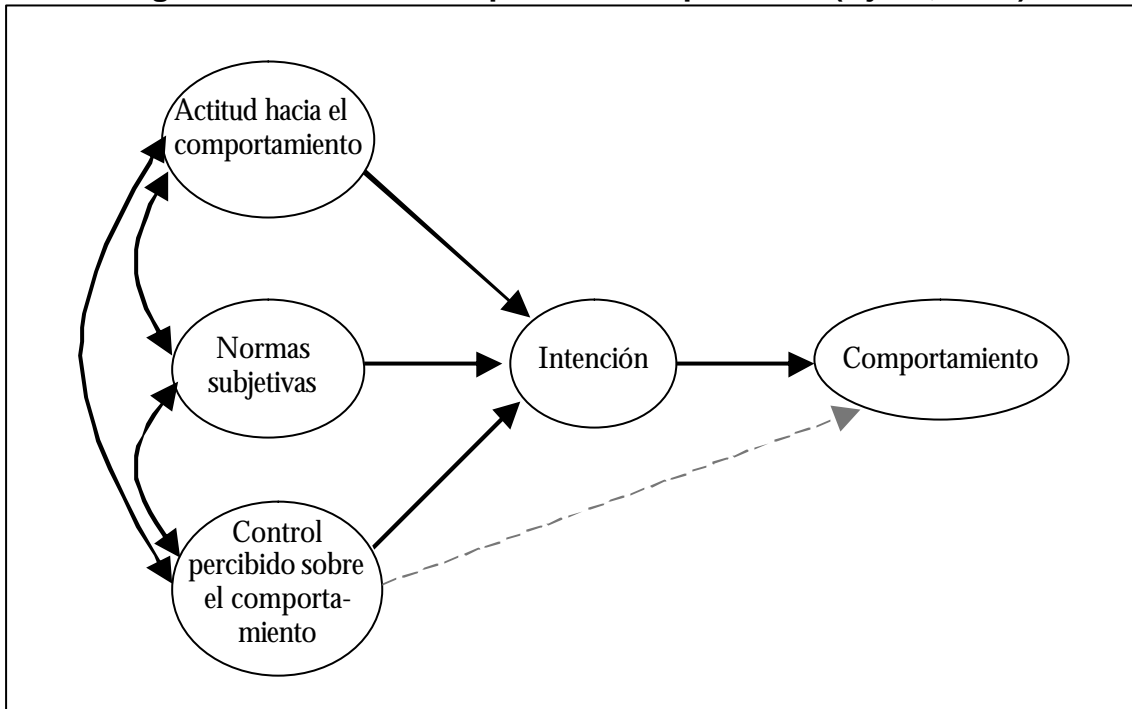 Actitud hacia el
comportamiento
Normas
subjetivas
Intención
Comportamiento
Control
percibido sobre
el comporta-
miento